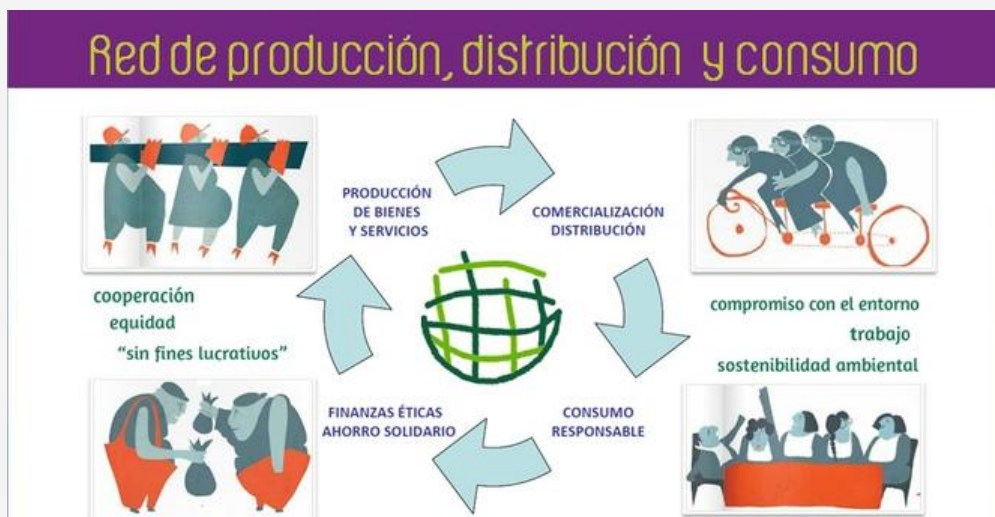 Red de producción, distribución y consumo
PRODUCCIÓN
DE BIENES
Y SERVICIOS
COMERCIALIZACIÓN
DISTRIBUCIÓN
cooperación
equidad
“sin fines lucrativos”
compromiso con el entorno
trabajo
sostenibilidad ambiental
FINANZAS ÉTICAS
AHORRO SOLIDARIO
CONSUMO
RESPONSABLE